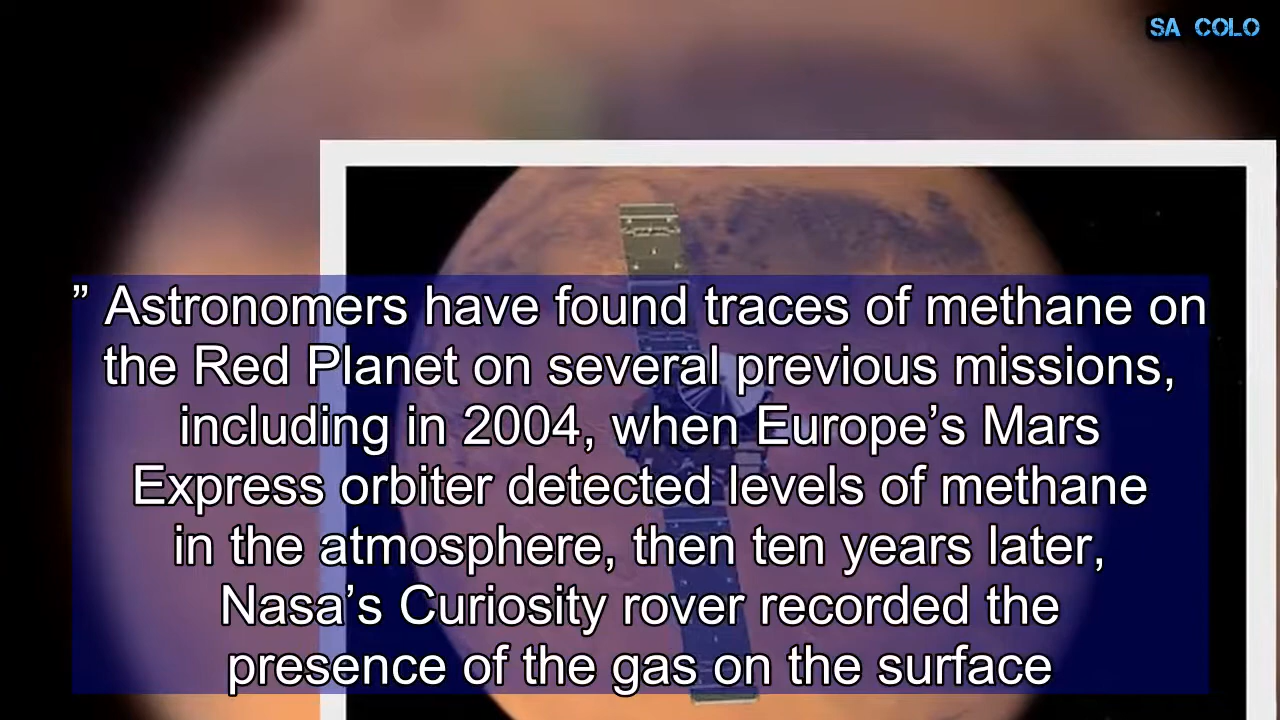 SA COLO
” Astronomers have found traces of methane on
the Red Planet on several previous missions,
including in 2004, when Europe’s Mars
Express orbiter detected levels of methane
in the atmosphere, then ten years later,
Nasa’s Curiosity rover recorded the
presence of the gas on the surface